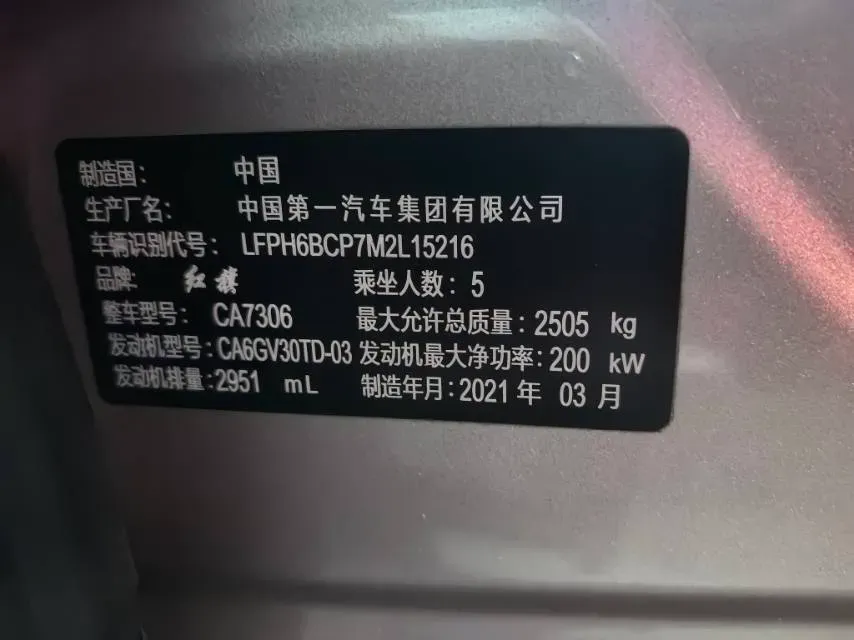 制造国： 中国
生产厂名： 中国第一汽车集团有限公司
车辆识别代号： LFPH6BCP7M2L15216
品牌： 红旗 乘坐人数：5
整车型号： CA7306 最大允许总质量：2505 kg
发动机型号：CA6GV30TD-03 发动机最大净功率：200 kW
发动机排量：2951 mL 制造年月：2021 年 03 月